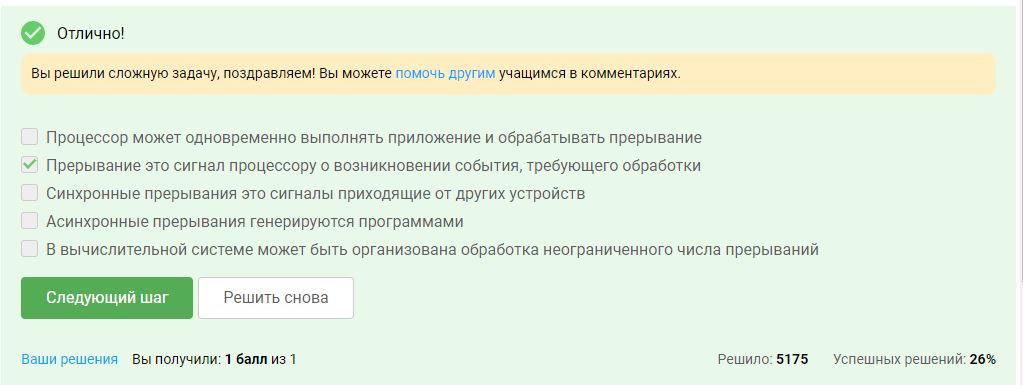 Отлично!
Вы решили сложную задачу, поздравляем! Вы можете помочь другим учащимся в комментариях.
Процессор может одновременно выполнять приложение и обрабатывать прерывание
Прерывание это сигнал процессору о возникновении события, требующего обработки
Синхронные прерывания это сигналы приходящие от других устройств
Асинхронные прерывания генерируются программами
В вычислительной системе может быть организована обработка неограниченного числа прерываний
Следующий шаг Решить снова
Ваши решения Вы получили: 1 балл из 1 Решило: 5175 Успешных решений: 26%